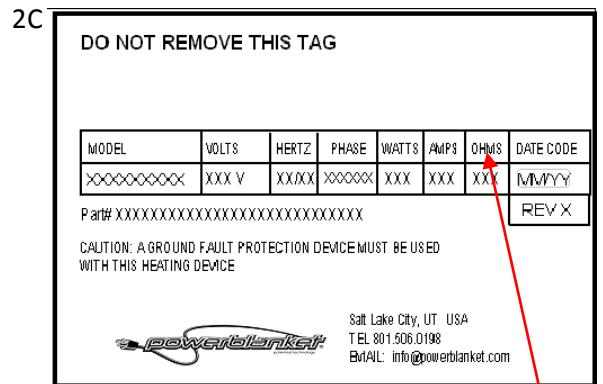 2C
DO NOT REMOVE THIS TAG
MODEL VOLTS HERTZ PHASE WATTS AMPS OHMS DATE CODE
XXXXXXXXXX XXX V XX/XX XXXXXX XXX XXX XXX MM/YY
Part# XXXXXXXXXXXXXXXXXXXXXXXXXXXX REV X
CAUTION: A GROUND FAULT PROTECTION DEVICE MUST BE USED
WITH THIS HEATING DEVICE
Salt Lake City, UT USA
powerblanket TEL 801.506.0198
EMAIL: info@powerblanket.com